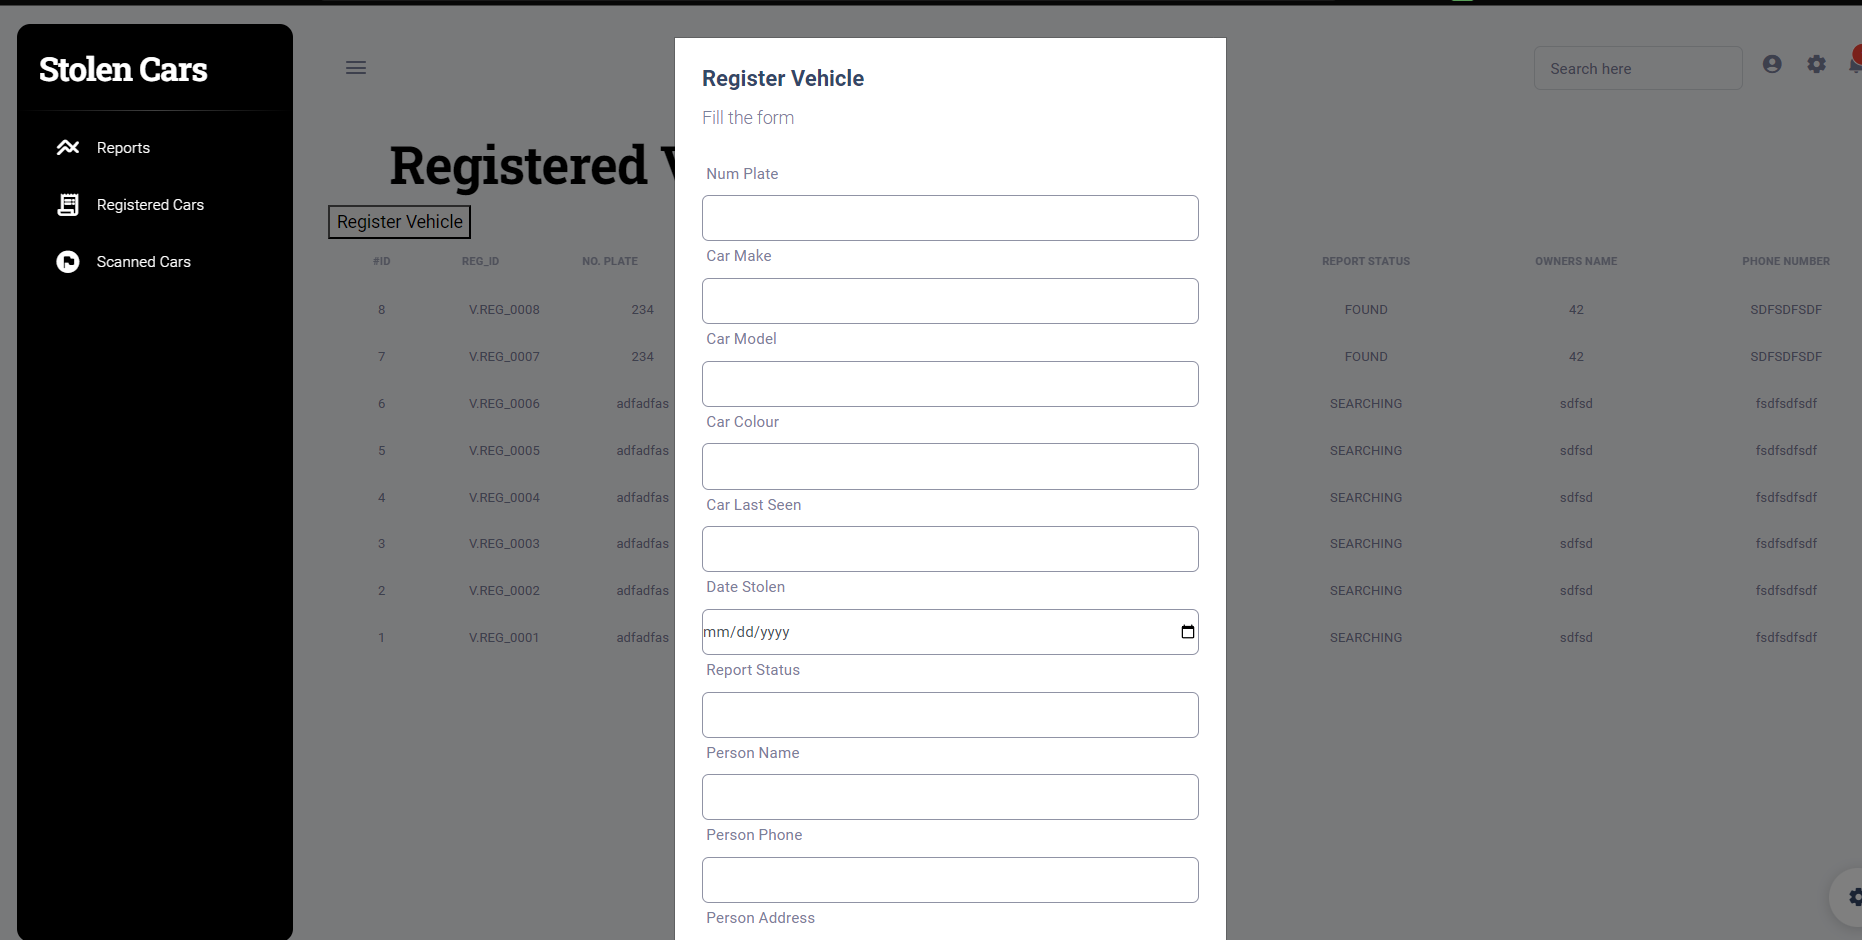 Stolen Cars
Reports
Registered Cars
Scanned Cars
Search here
Registered V
Register Vehicle
#ID REG_ID NO. PLATE REPORT STATUS OWNERS NAME PHONE NUMBER
8 V.REG_0008 234 FOUND 42 SDFSDFSDF
7 V.REG_0007 234 FOUND 42 SDFSDFSDF
6 V.REG_0006 adfadfas SEARCHING sdfsd fsdfsdfsdf
5 V.REG_0005 adfadfas SEARCHING sdfsd fsdfsdfsdf
4 V.REG_0004 adfadfas SEARCHING sdfsd fsdfsdfsdf
3 V.REG_0003 adfadfas SEARCHING sdfsd fsdfsdfsdf
2 V.REG_0002 adfadfas SEARCHING sdfsd fsdfsdfsdf
1 V.REG_0001 adfadfas SEARCHING sdfsd fsdfsdfsdf
Register Vehicle
Fill the form
Num Plate
Car Make
Car Model
Car Colour
Car Last Seen
Date Stolen
mm/dd/yyyy
Report Status
Person Name
Person Phone
Person Address